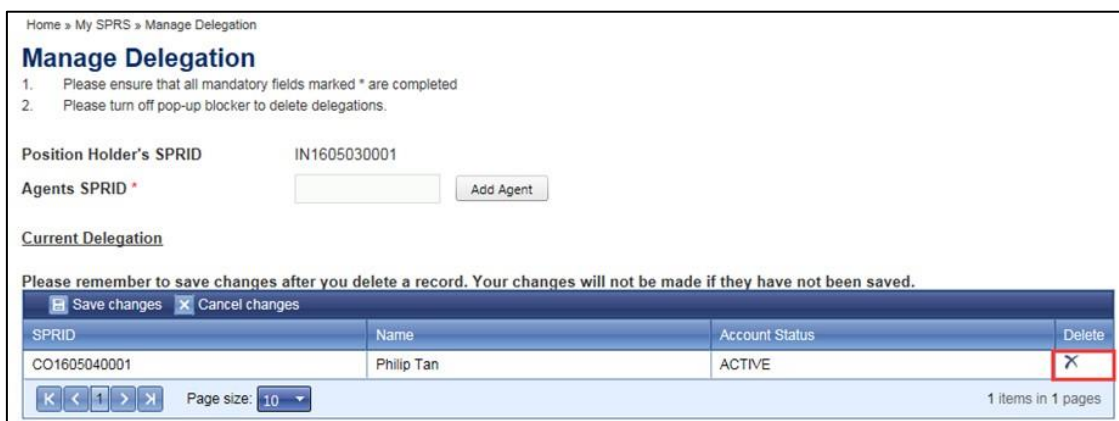 Home » My SPRS » Manage Delegation
Manage Delegation
1. Please ensure that all mandatory fields marked * are completed
2. Please turn off pop-up blocker to delete delegations.
Position Holder's SPRID IN1605030001
Agents SPRID * Add Agent
Current Delegation
Please remember to save changes after you delete a record. Your changes will not be made if they have not been saved.
Save changes Cancel changes
SPRID Name Account Status Delete
CO1605040001 Philip Tan ACTIVE
1 Page size: 10 1 items in 1 pages